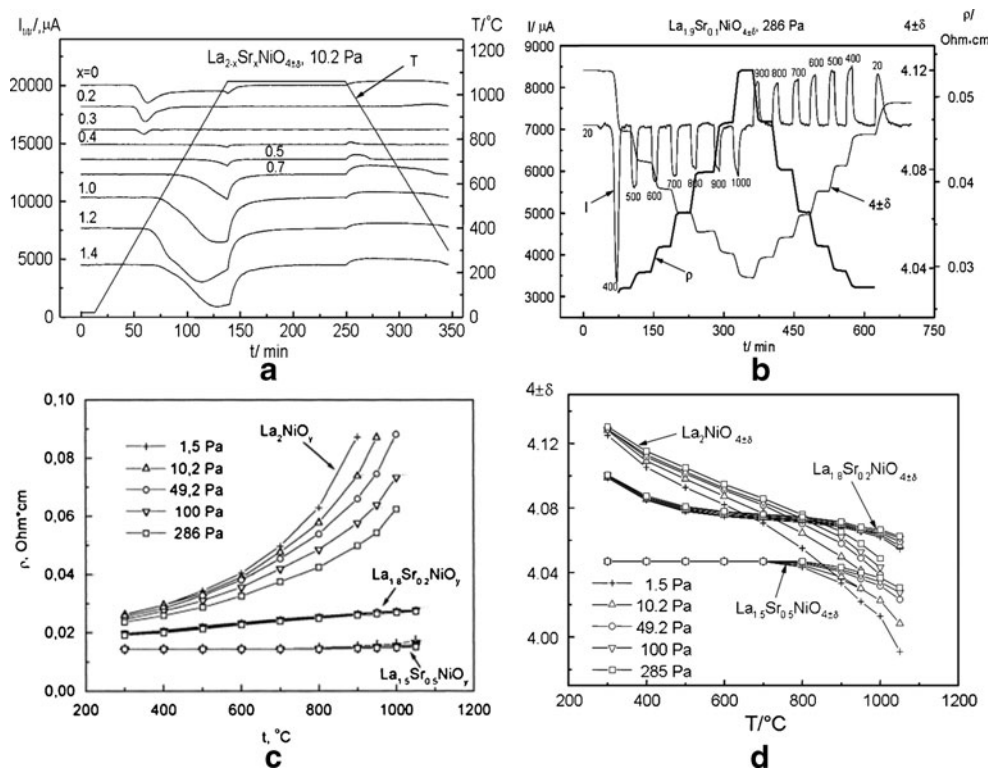 I_tit/,µA
T/°C
La2-xSrxNiO4±δ, 10.2 Pa
T
x=0
0.2
0.3
0.4
0.5
0.7
1.0
1.2
1.4
25000
20000
15000
10000
5000
0
1200
1000
800
600
400
200
0
0 50 100 150 200 250 300 350
t/ min
a
I/ µA
La1.9Sr0.1NiO4±δ, 286 Pa
4±δ
ρ/
Ohm·cm
9000
8000
7000
6000
5000
4000
3000
4.12
4.08
4.04
0.05
0.04
0.03
20
400
500
600
700
800
900
1000
900
800
700
600
500
400
20
I
ρ
4±δ
0 150 300 450 600 750
t/ min
b
0,10
0,08
0,06
0,04
0,02
0,00
ρ, Ohm*cm
1,5 Pa
10,2 Pa
49,2 Pa
100 Pa
286 Pa
La2NiOy
La1.8Sr0.2NiOy
La1.5Sr0.5NiOy
200 400 600 800 1000 1200
t, °C
c
4±δ
4.12
4.08
4.04
4.00
La2NiO4±δ
La1.8Sr0.2NiO4±δ
La1.5Sr0.5NiO4±δ
1.5 Pa
10.2 Pa
49.2 Pa
100 Pa
285 Pa
200 400 600 800 1000 1200
T/°C
d